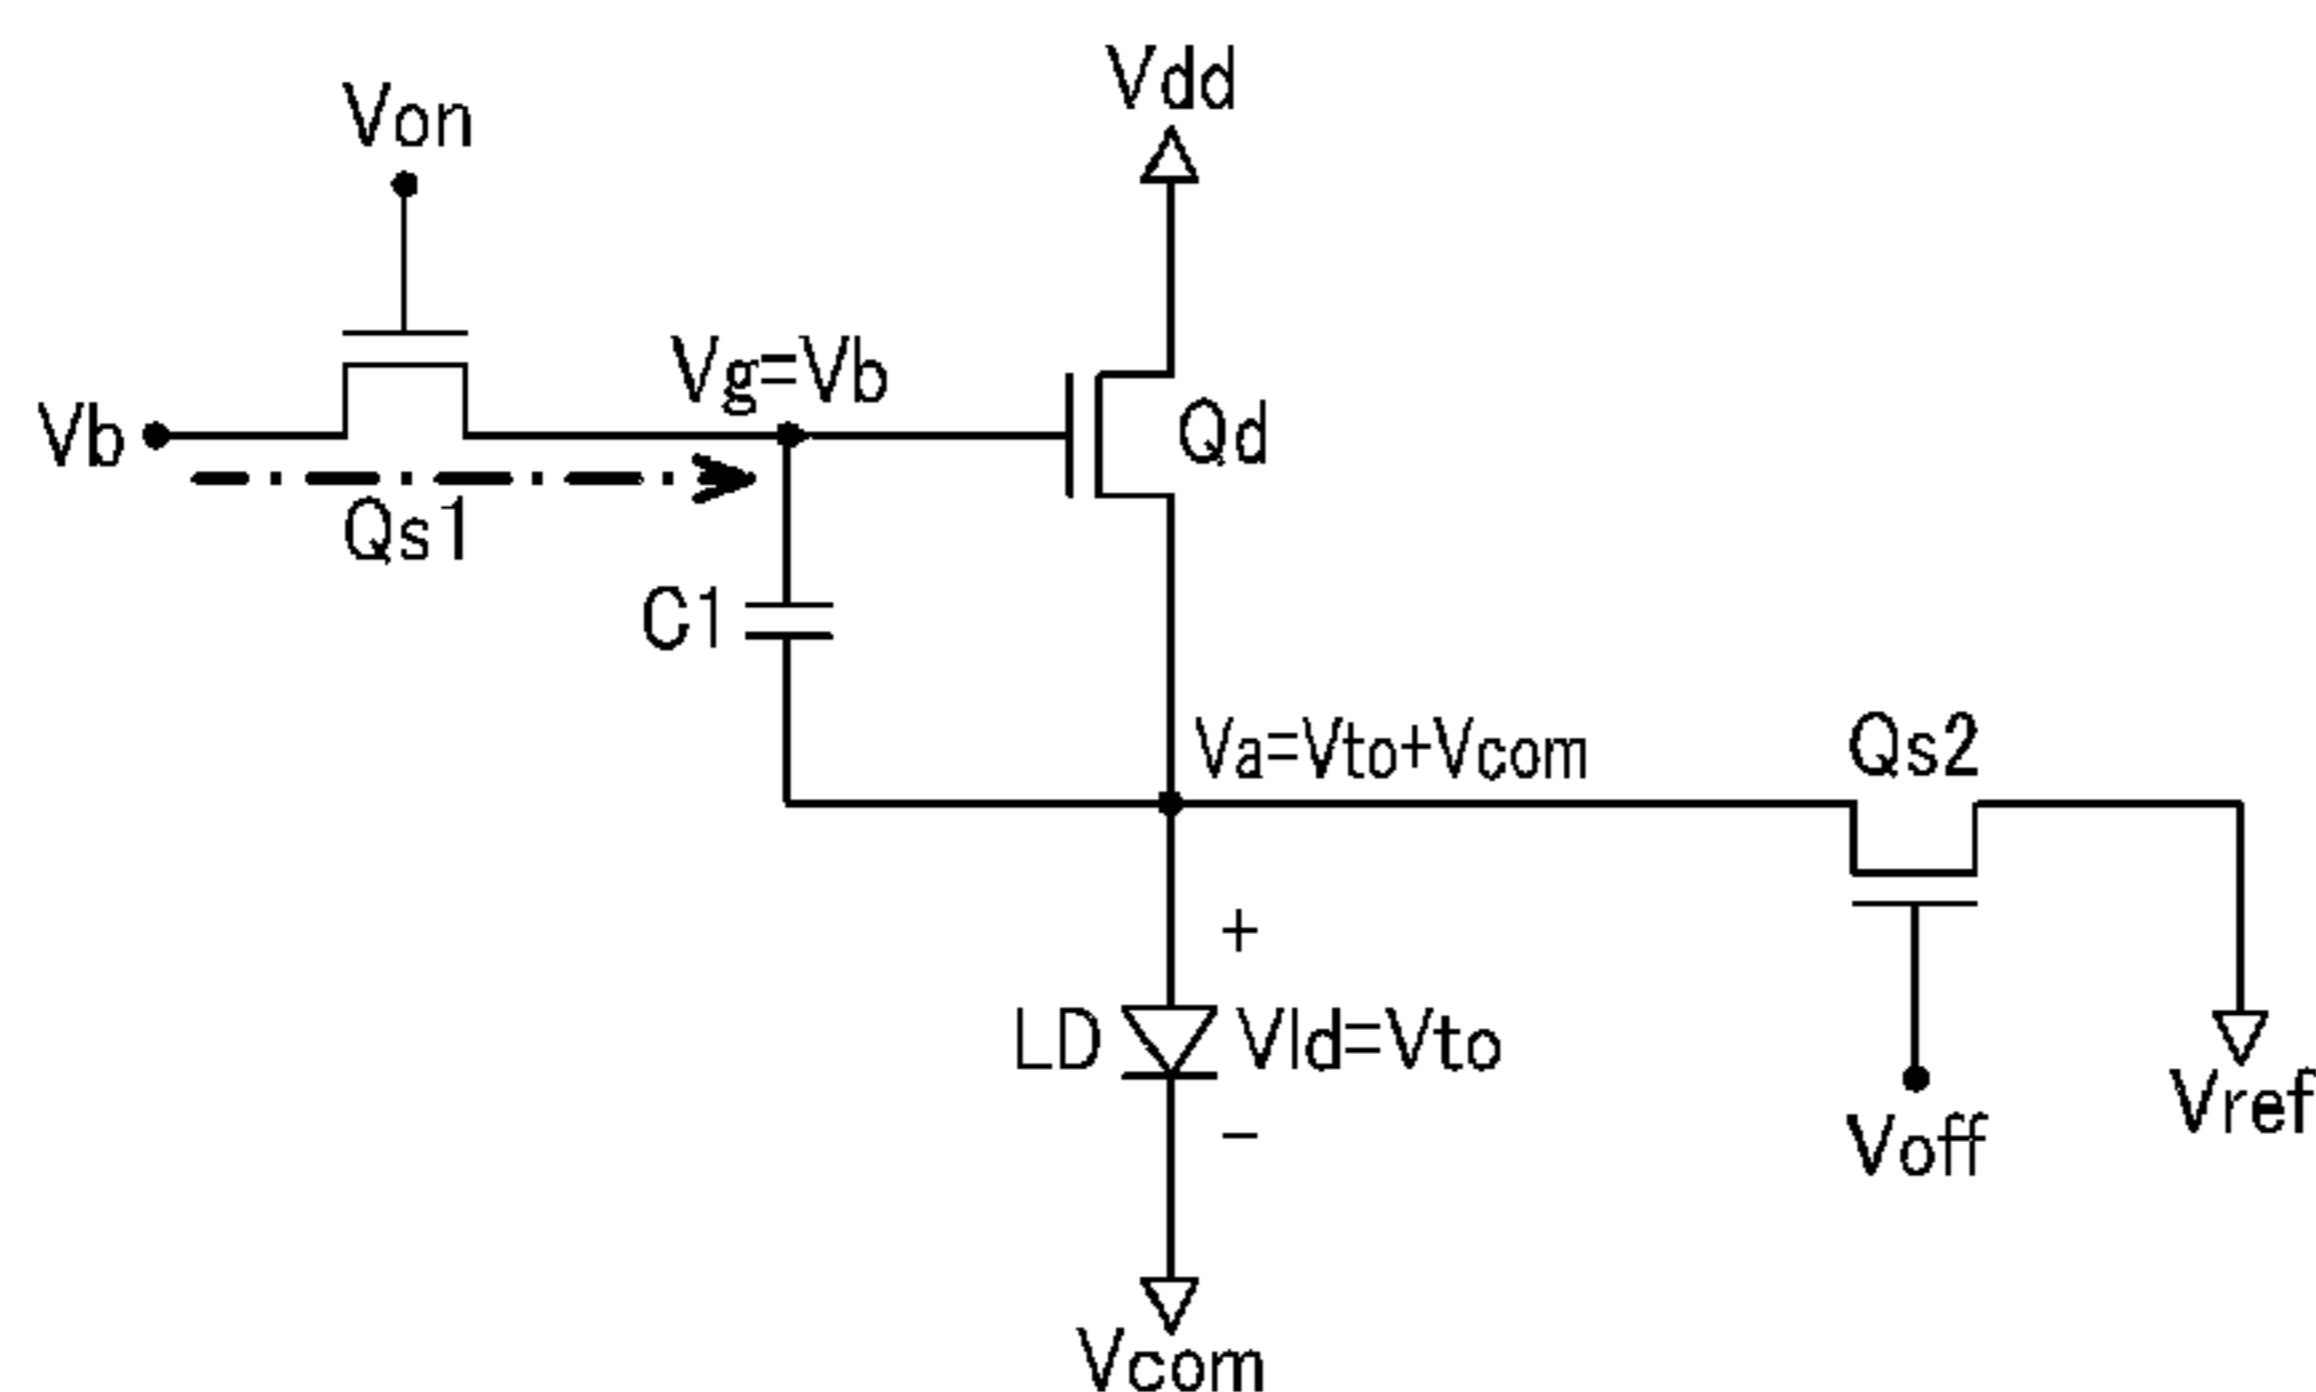 Vdd
Von
Vg=Vb
Vb
Qd
Qs1
C1
Va=Vto+Vcom
Qs2
+
LD
Vld=Vto
Vref
−
Voff
Vcom